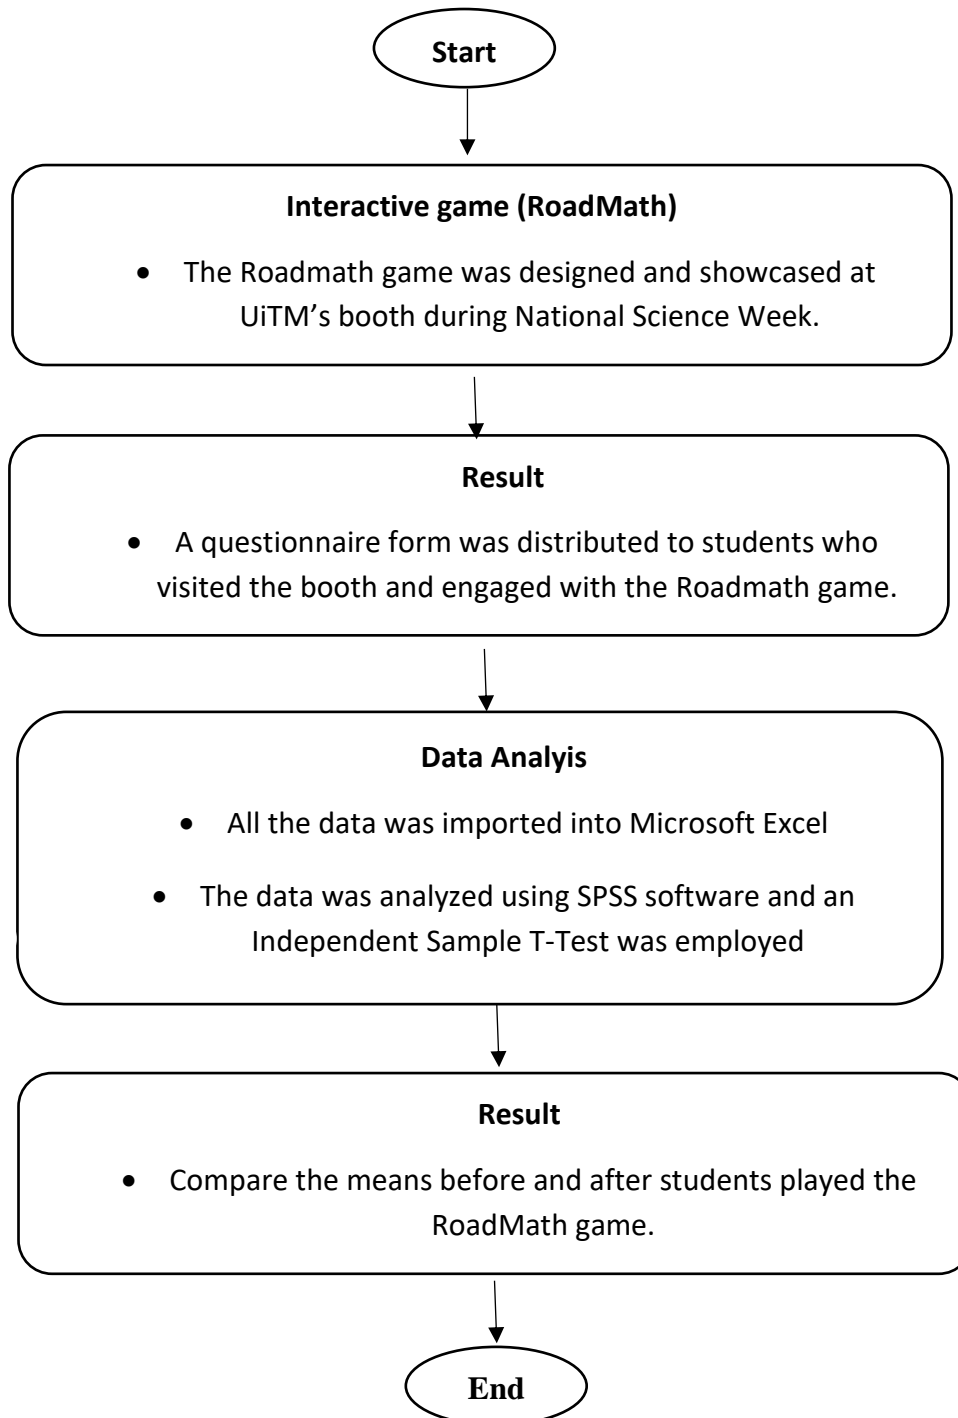 Start
Interactive game (RoadMath)
• The Roadmath game was designed and showcased at
UiTM’s booth during National Science Week.
Result
• A questionnaire form was distributed to students who
visited the booth and engaged with the Roadmath game.
Data Analyis
• All the data was imported into Microsoft Excel
• The data was analyzed using SPSS software and an
Independent Sample T-Test was employed
Result
• Compare the means before and after students played the
RoadMath game.
End